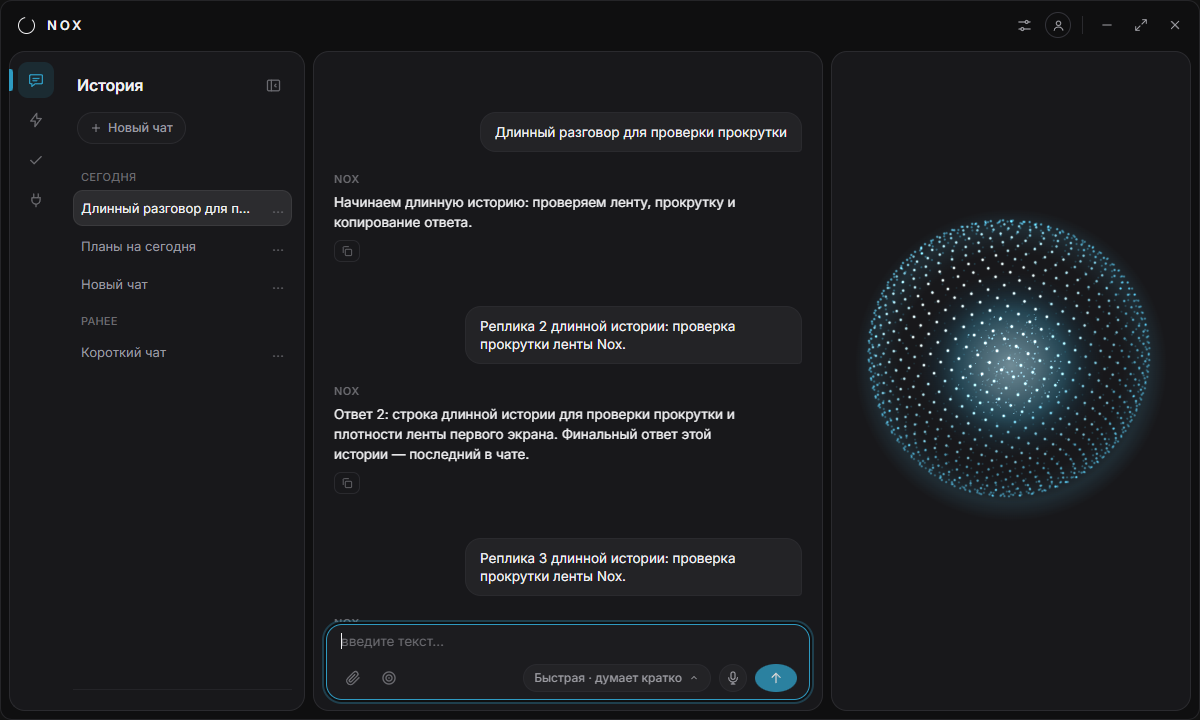 NOX
История
+ Новый чат
СЕГОДНЯ
Длинный разговор для п...
Планы на сегодня
Новый чат
РАНЕЕ
Короткий чат
Длинный разговор для проверки прокрутки
NOX
Начинаем длинную историю: проверяем ленту, прокрутку и
копирование ответа.
Реплика 2 длинной истории: проверка
прокрутки ленты Nox.
NOX
Ответ 2: строка длинной истории для проверки прокрутки и
плотности ленты первого экрана. Финальный ответ этой
истории — последний в чате.
Реплика 3 длинной истории: проверка
прокрутки ленты Nox.
NOX
введите текст...
Быстрая · думает кратко